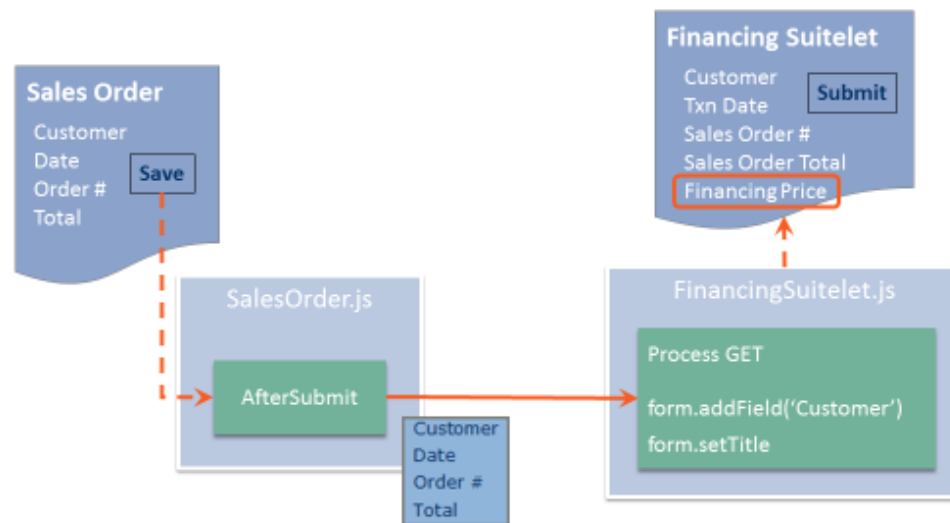 Sales Order
Customer
Date
Order #
Total
Save
Financing Suitelet
Customer
Txn Date
Sales Order #
Sales Order Total
Financing Price
Submit
SalesOrder.js
AfterSubmit
Customer
Date
Order #
Total
FinancingSuitelet.js
Process GET
form.addField(‘Customer’)
form.setTitle